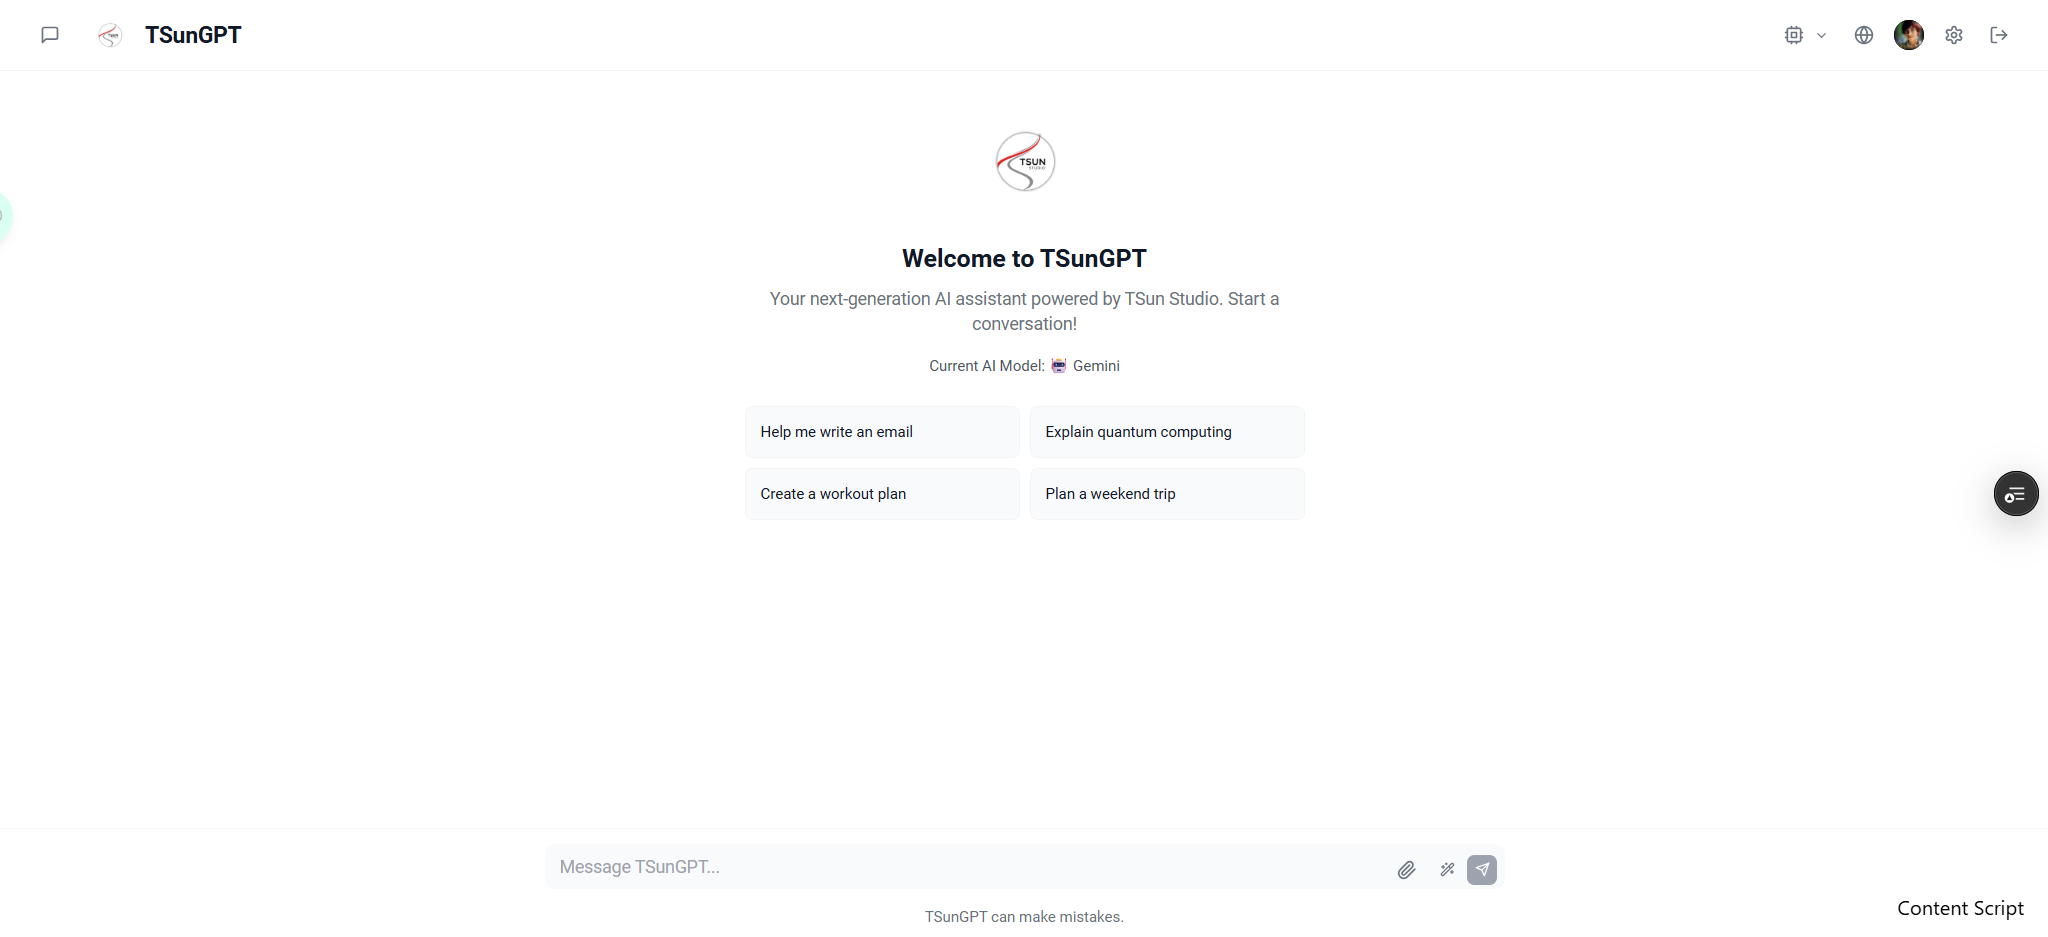 TSunGPT
TSUN
STUDIO
Welcome to TSunGPT
Your next-generation AI assistant powered by TSun Studio. Start a
conversation!
Current AI Model: Gemini
Help me write an email
Explain quantum computing
Create a workout plan
Plan a weekend trip
Message TSunGPT...
TSunGPT can make mistakes.
Content Script